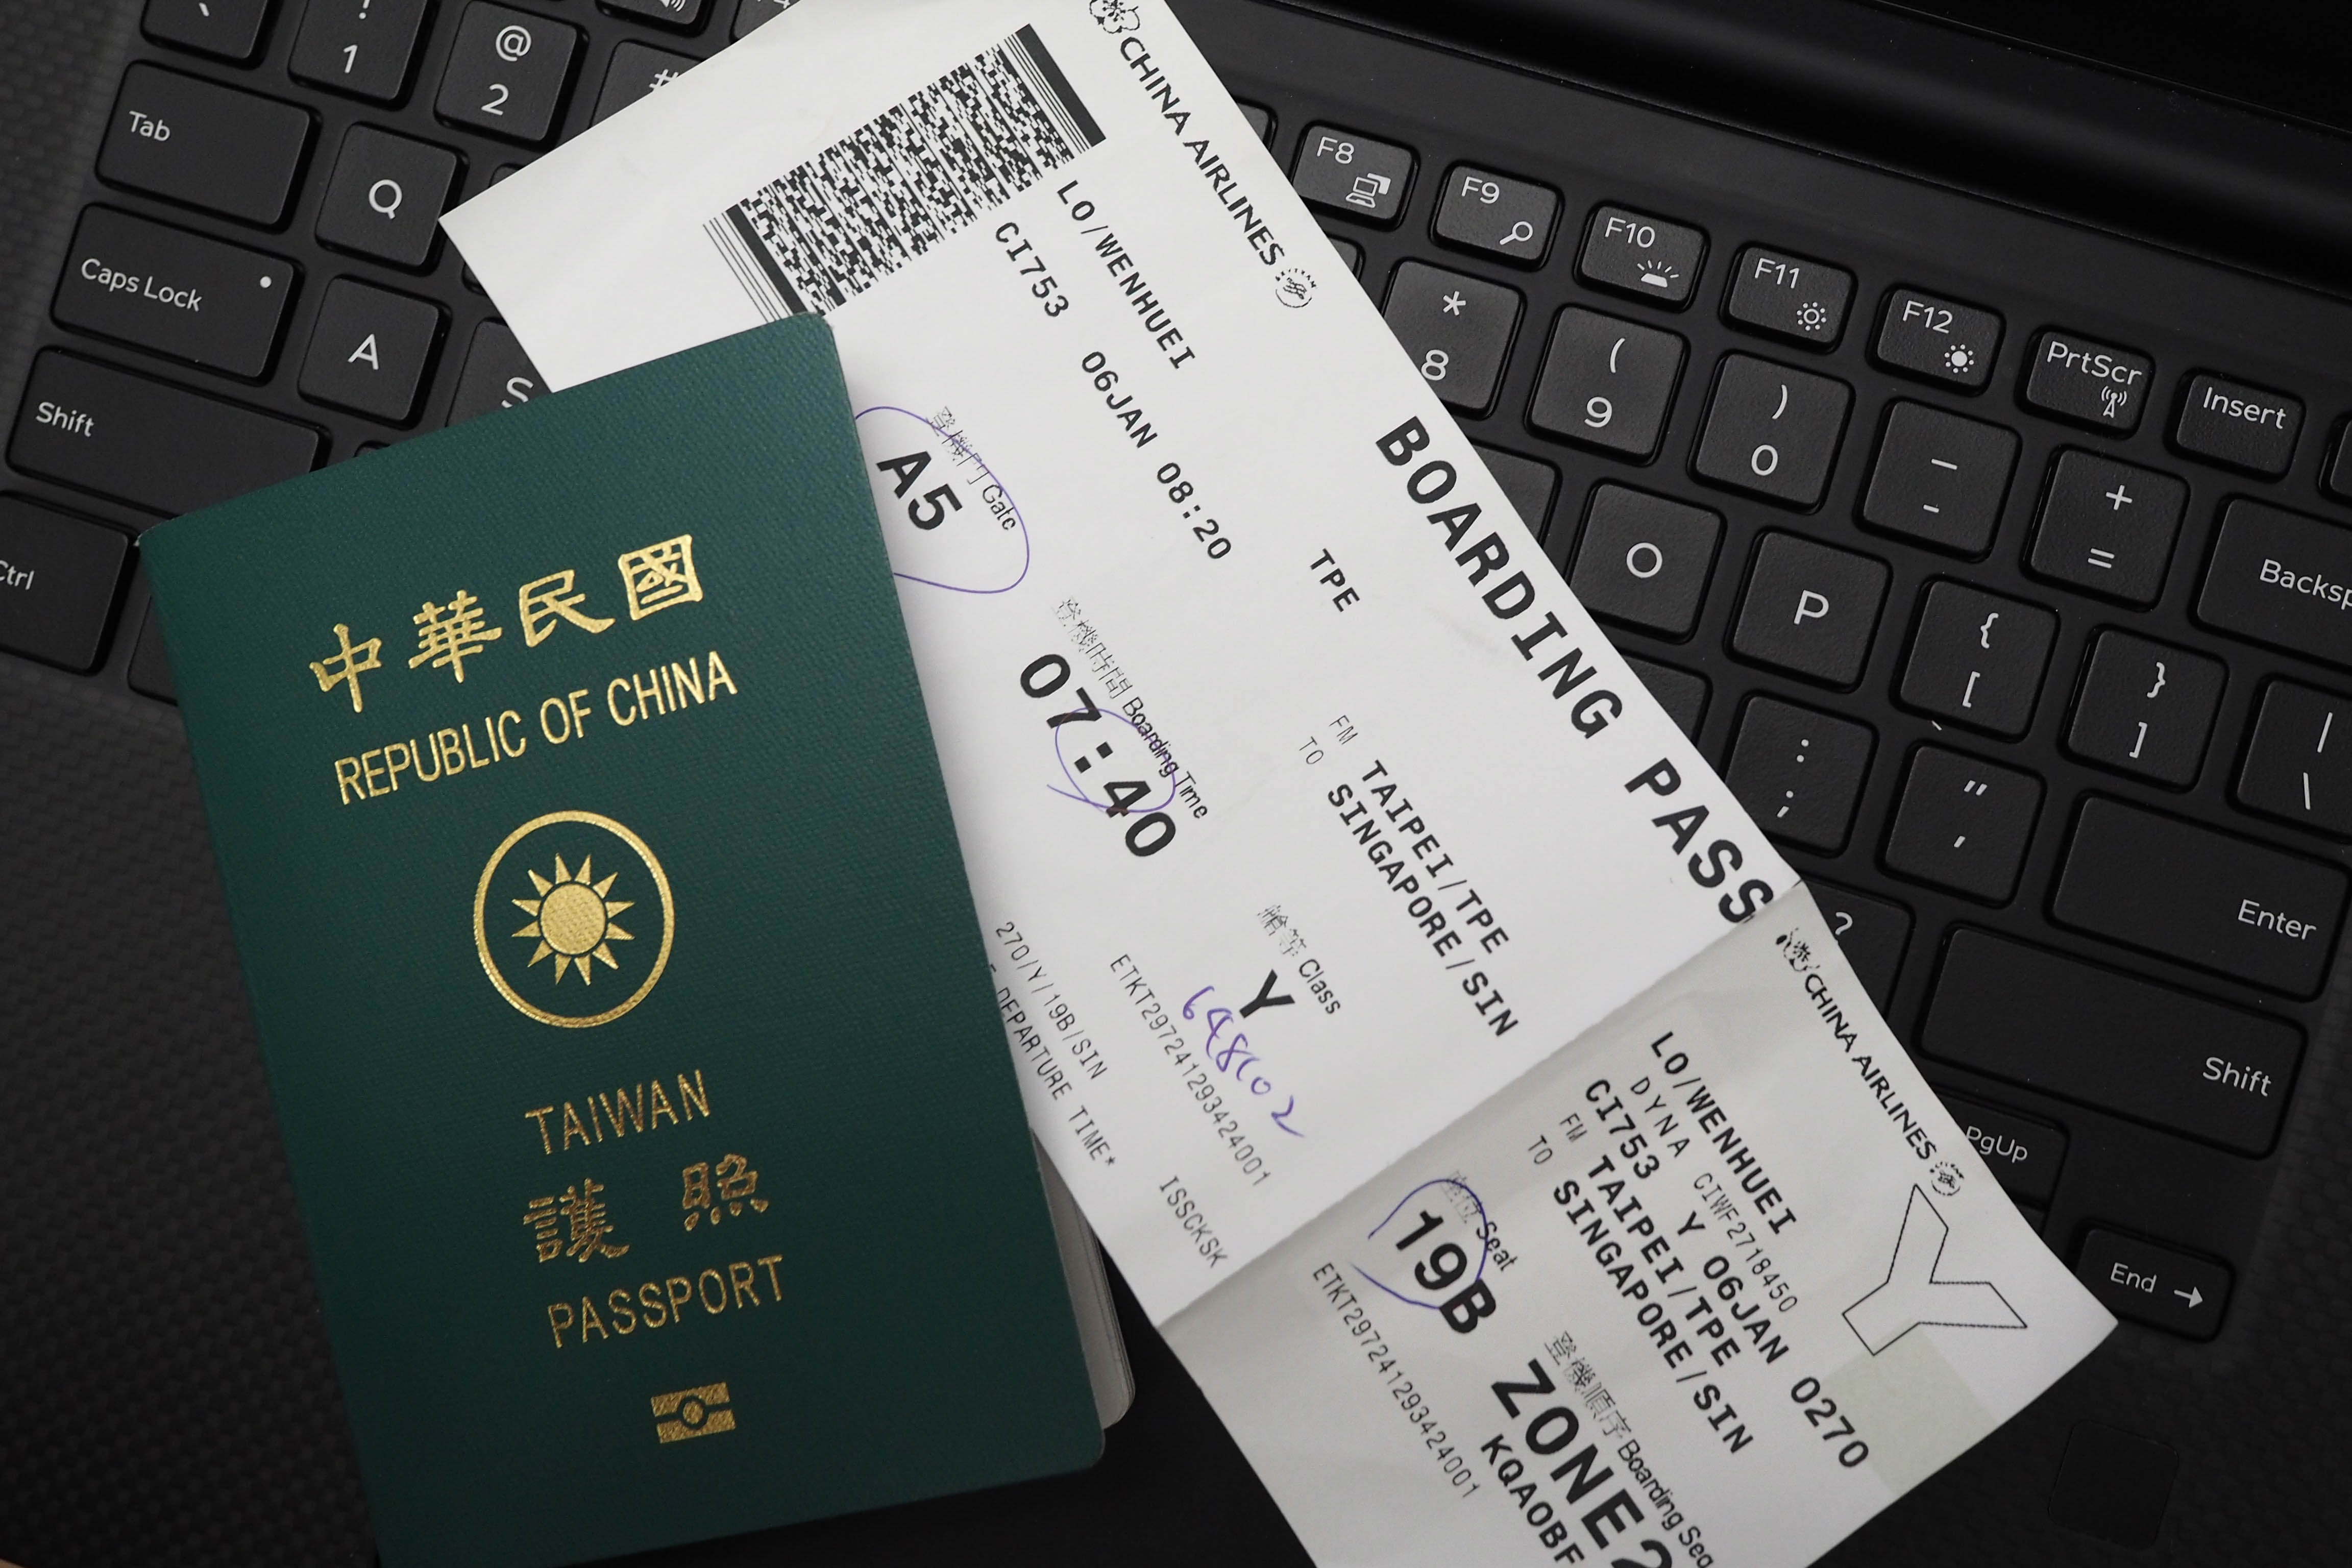 中華民國
REPUBLIC OF CHINA
TAIWAN
護照
PASSPORT
CHINA AIRLINES
BOARDING PASS
LO/WENHUEI
CI753 06JAN 08:20 TPE
FM TAIPEI/TPE
TO SINGAPORE/SIN
登機門 Gate
A5
登機時間 Boarding Time
07:40
艙等 Class
Y
ETKT297241293424001
270/Y/19B/SIN
DEPARTURE TIME*
ISSCKSK
CHINA AIRLINES
LO/WENHUEI
DYNA CIWF2718450
CI753 Y 06JAN 0270
FM TAIPEI/TPE
TO SINGAPORE/SIN
Y
座位 Seat
19B
登機順序 Boarding Seq
ZONE2
ETKT297241293424001
KQAOBF
! @ #
1 2
Tab Q
Caps Lock A S
Shift
F8 F9 F10 F11 F12 PrtScr Insert
* ( ) _ +
8 9 0 - =
O P { } |
[ ] \
: "
; ' Enter
? Shift
PgUp
End →